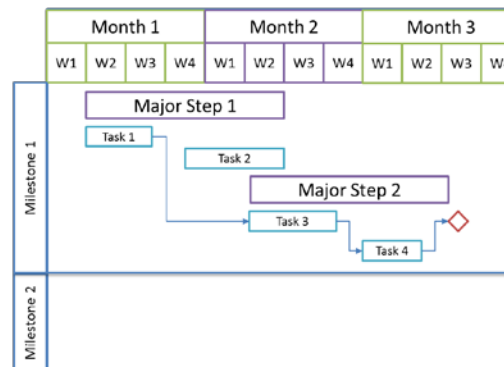 Month 1 Month 2 Month 3
W1 W2 W3 W4 W1 W2 W3 W4 W1 W2 W3
Milestone 1
Major Step 1
Task 1
Task 2
Major Step 2
Task 3
Task 4
Milestone 2